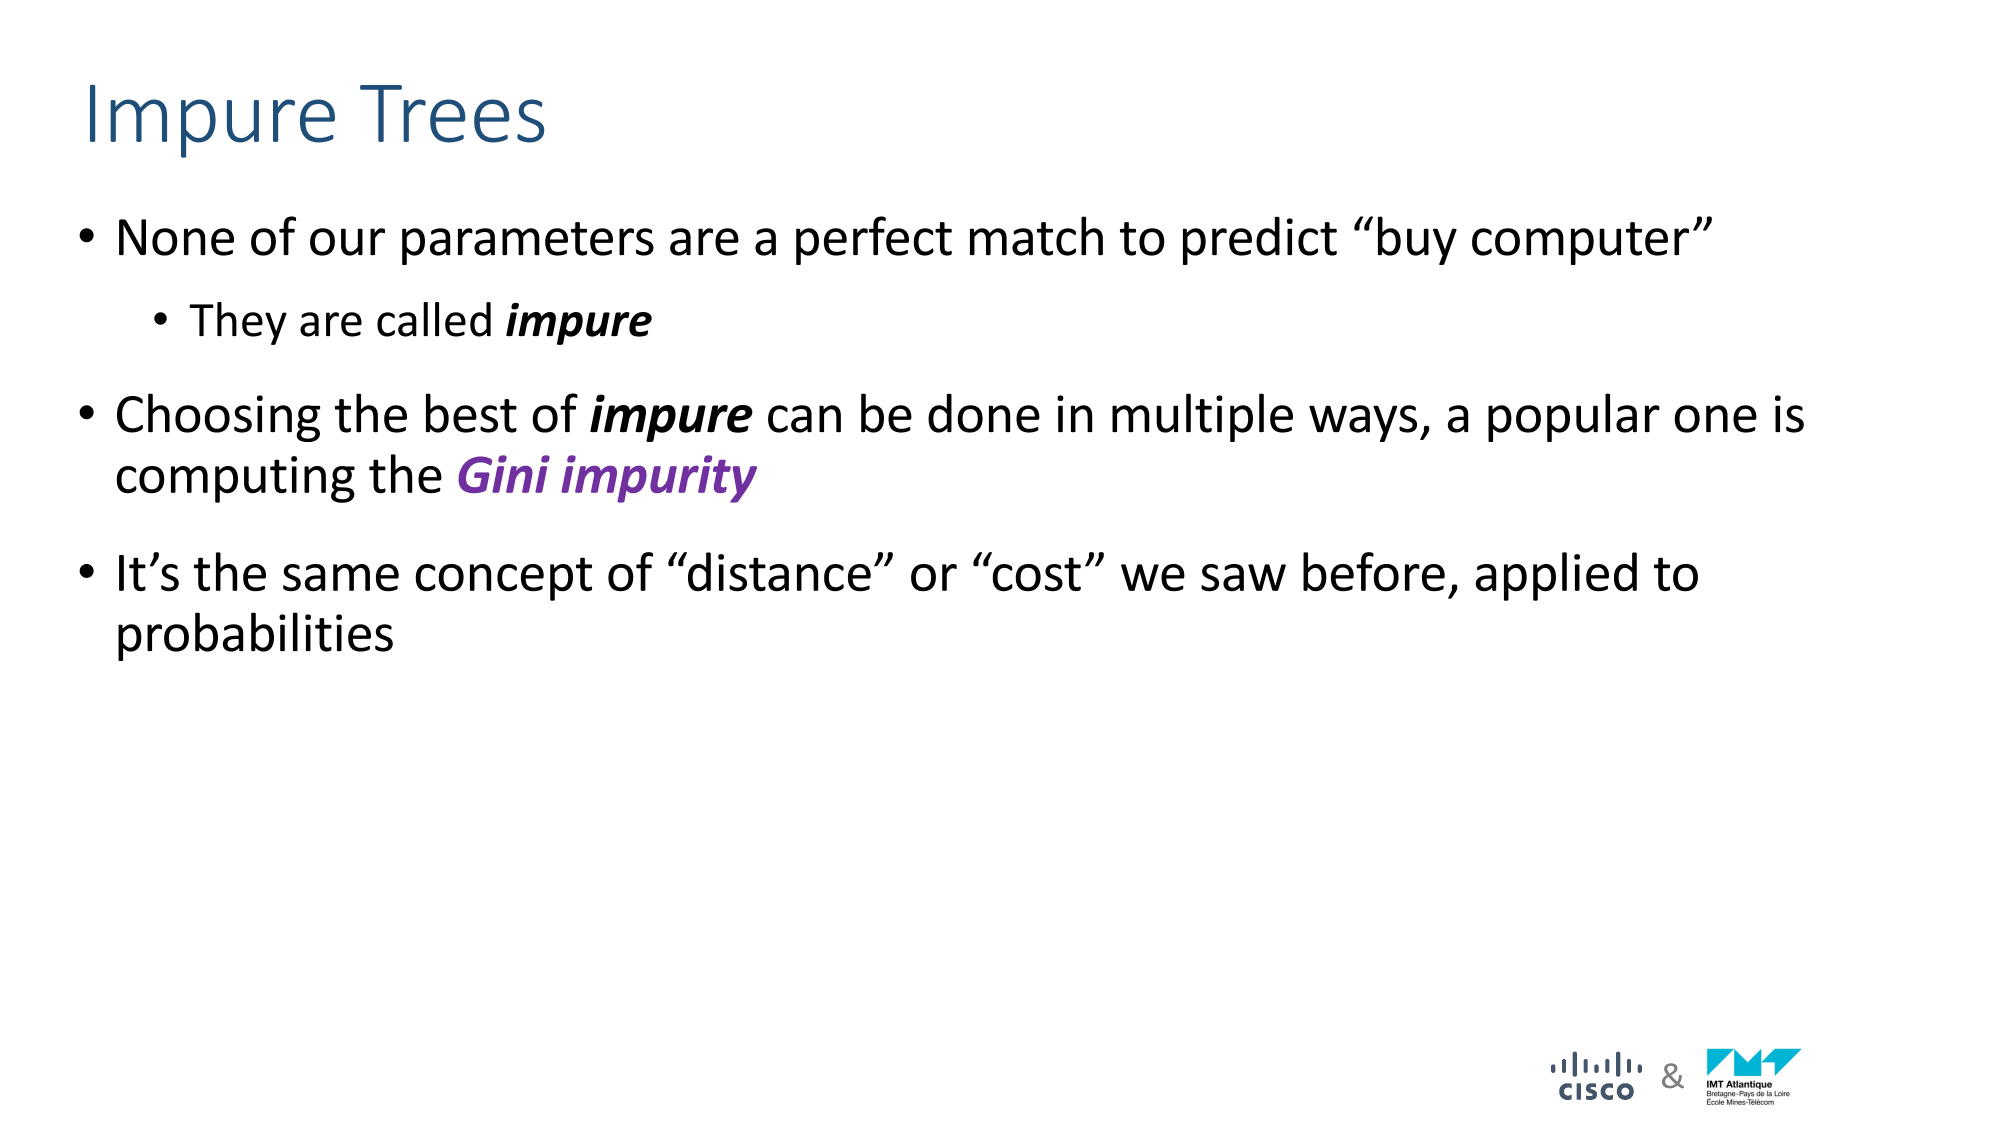 Impure Trees
• None of our parameters are a perfect match to predict “buy computer”
• They are called impure
• Choosing the best of impure can be done in multiple ways, a popular one is
computing the Gini impurity
• It’s the same concept of “distance” or “cost” we saw before, applied to
probabilities
CISCO
&
IMT Atlantique
Bretagne-Pays de la Loire
École Mines-Télécom